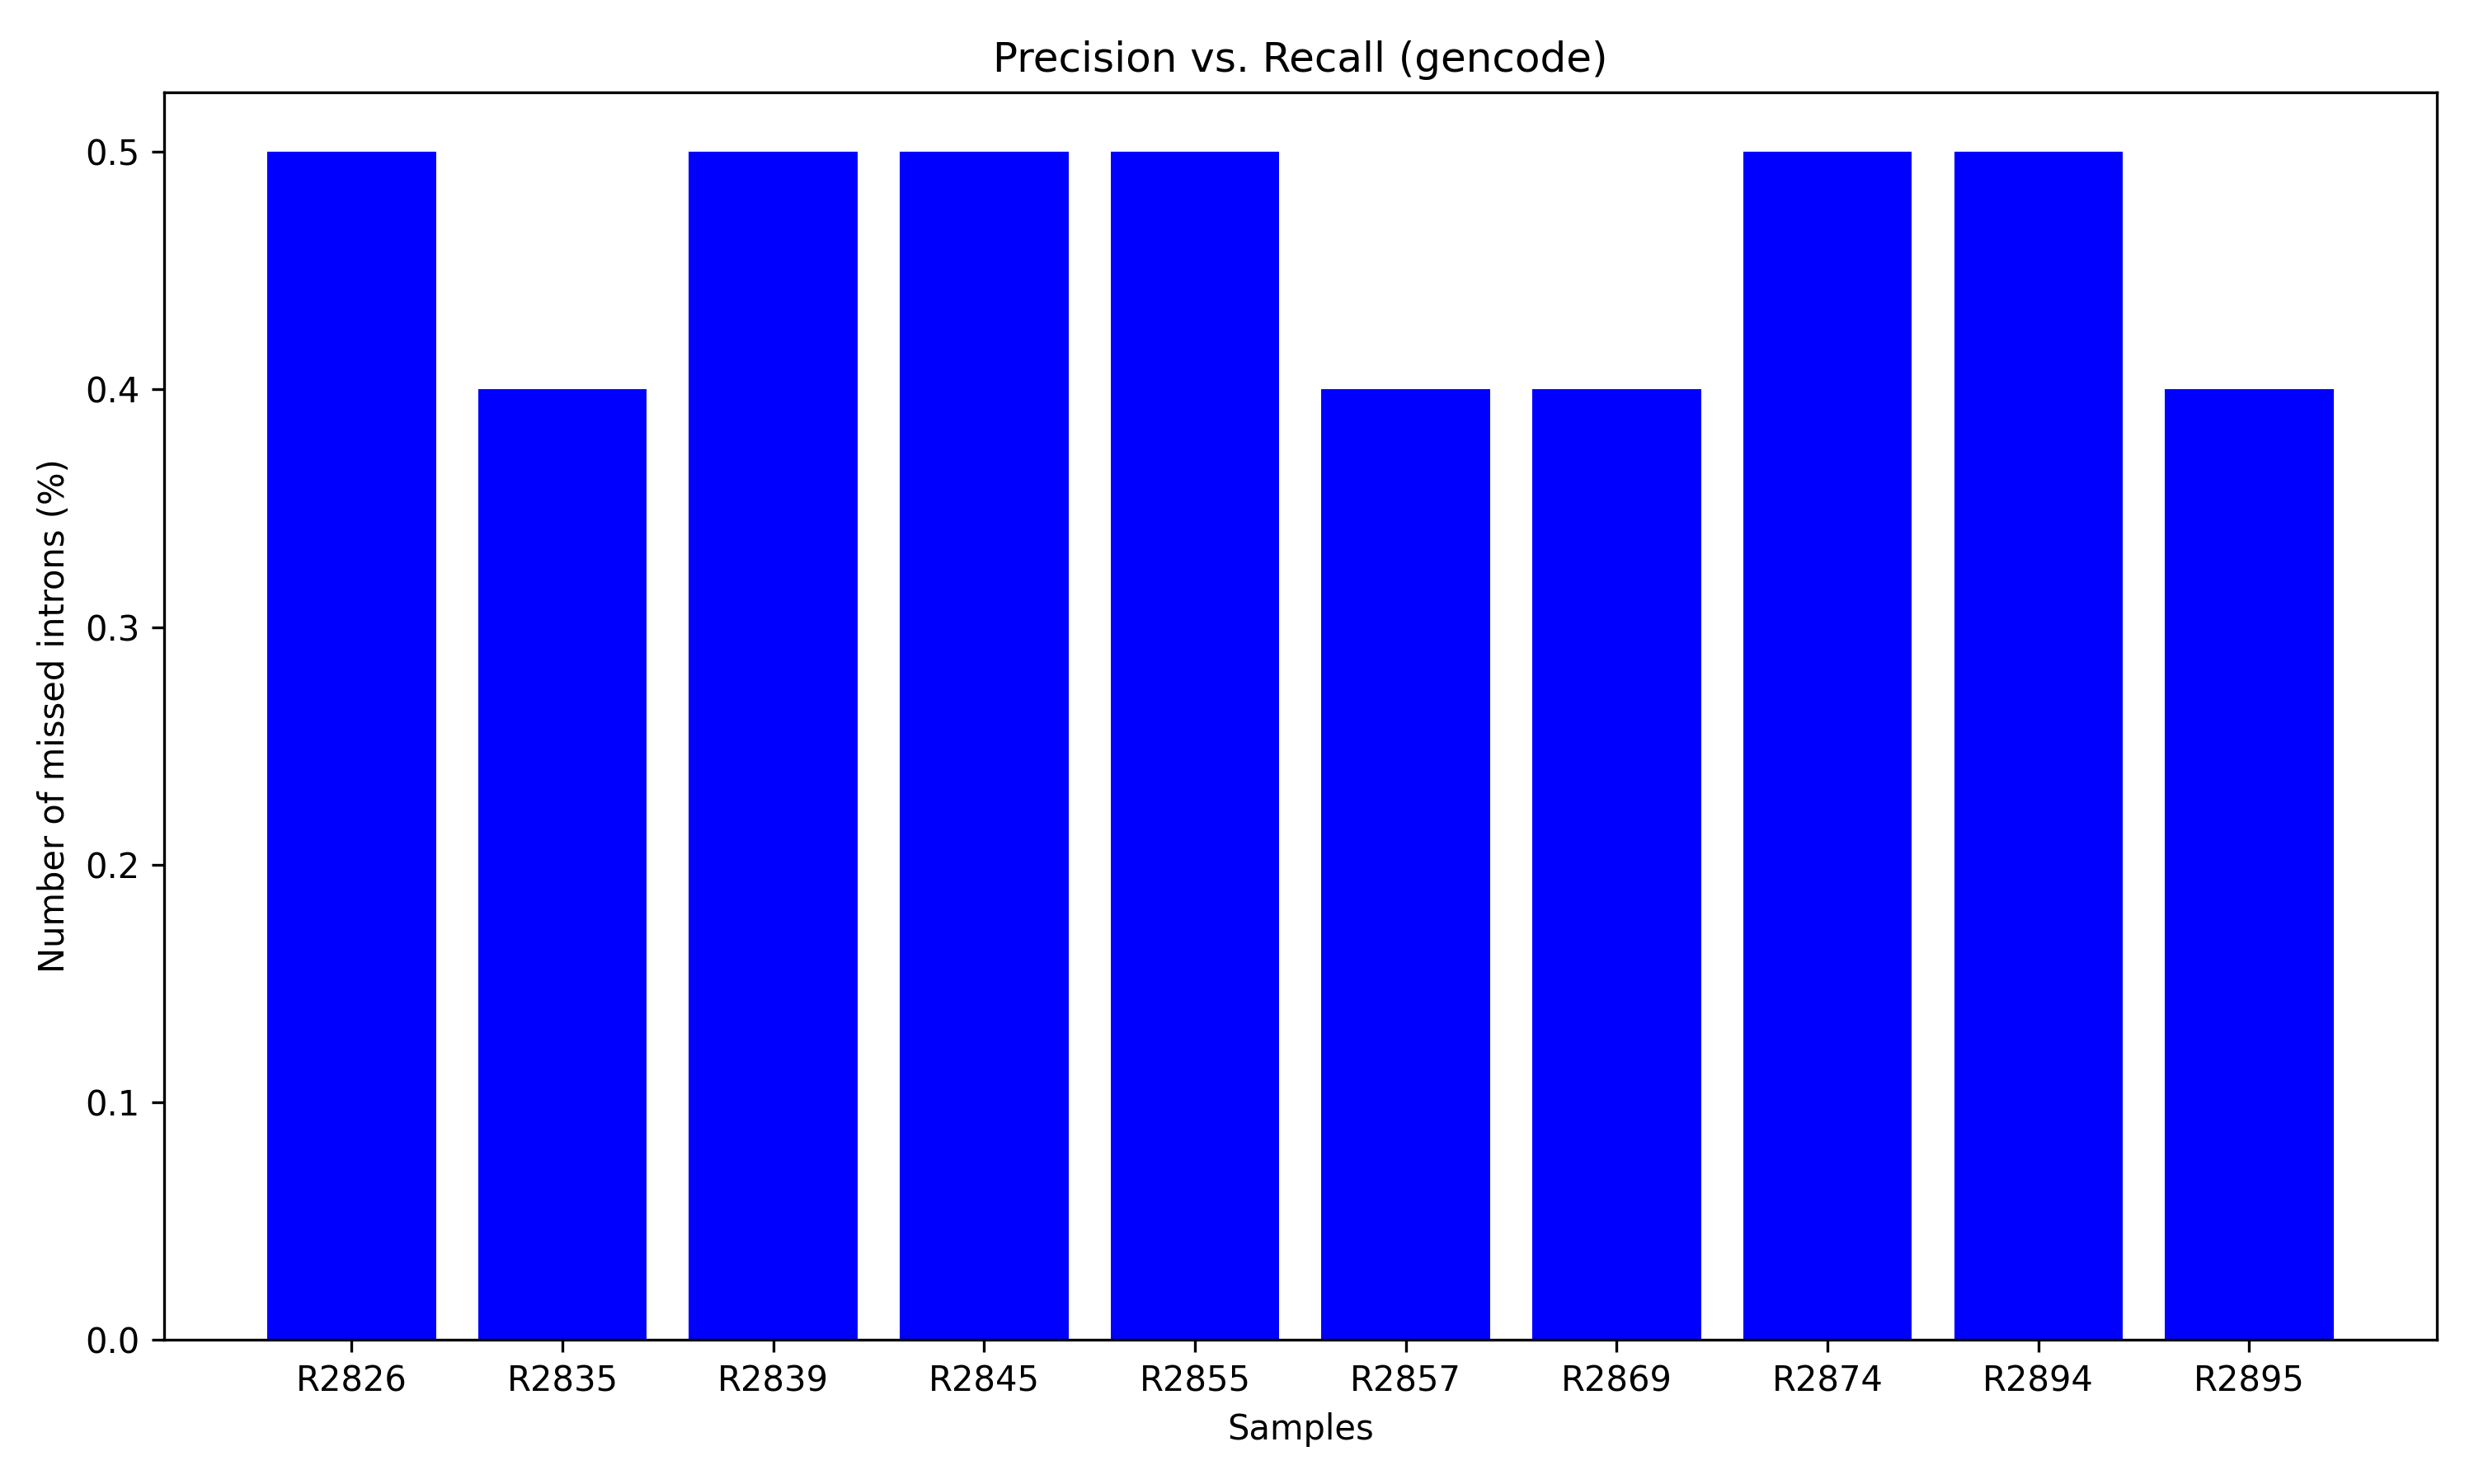 Precision vs. Recall (gencode)
Number of missed introns (%)
0.5
0.4
0.3
0.2
0.1
0.0
R2826 R2835 R2839 R2845 R2855 R2857 R2869 R2874 R2894 R2895
Samples